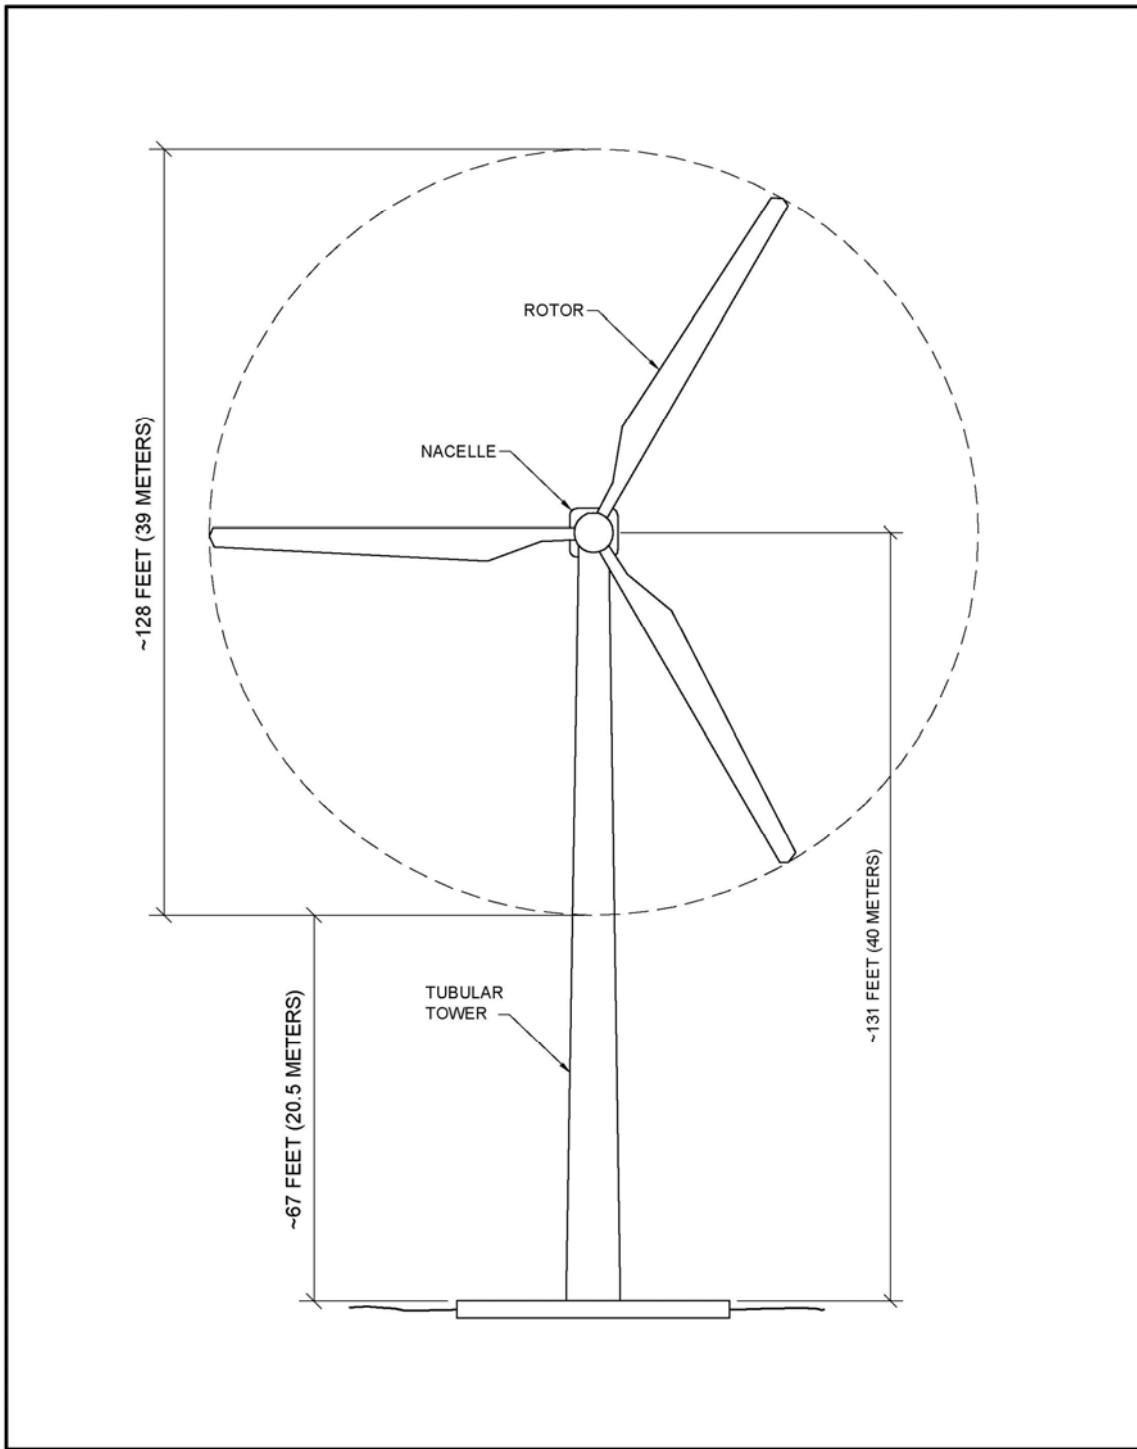 ROTOR
NACELLE
~128 FEET (39 METERS)
~131 FEET (40 METERS)
TUBULAR
TOWER
~67 FEET (20.5 METERS)